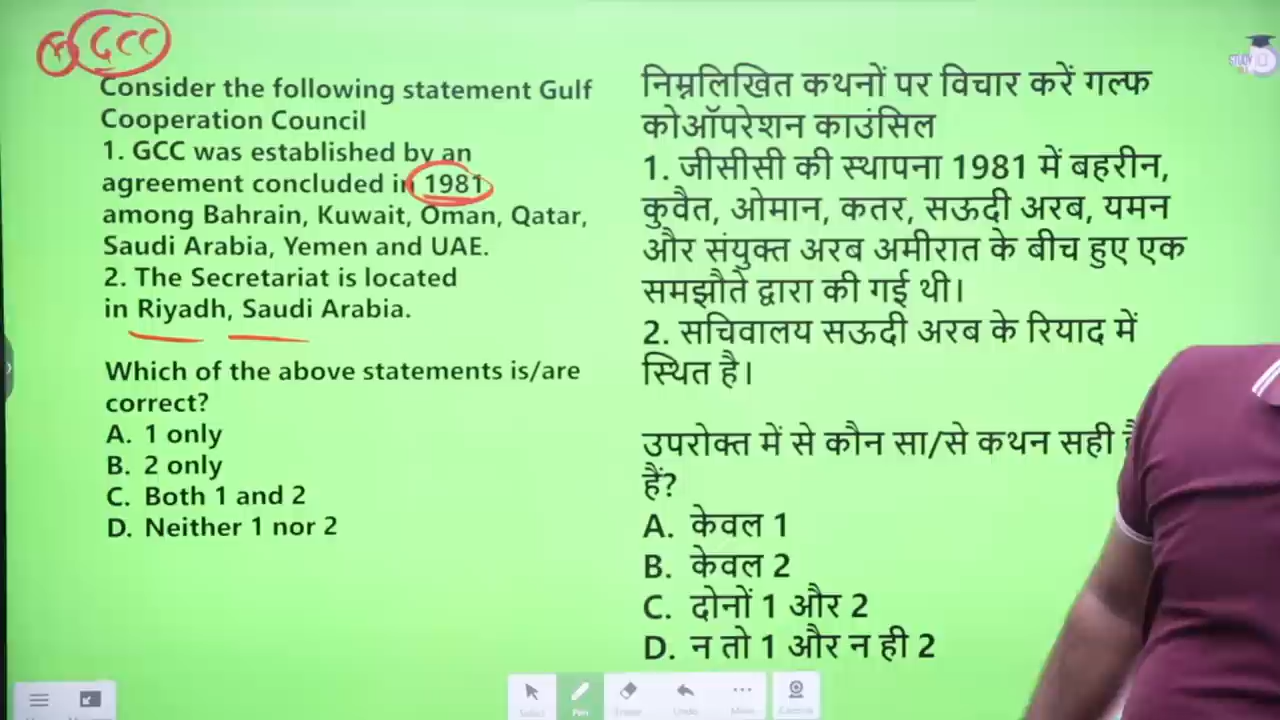 GCC
Consider the following statement Gulf
Cooperation Council
1. GCC was established by an
agreement concluded in 1981
among Bahrain, Kuwait, Oman, Qatar,
Saudi Arabia, Yemen and UAE.
2. The Secretariat is located
in Riyadh, Saudi Arabia.
Which of the above statements is/are
correct?
A. 1 only
B. 2 only
C. Both 1 and 2
D. Neither 1 nor 2
निम्नलिखित कथनों पर विचार करें गल्फ
कोऑपरेशन काउंसिल
1. जीसीसी की स्थापना 1981 में बहरीन,
कुवैत, ओमान, कतर, सऊदी अरब, यमन
और संयुक्त अरब अमीरात के बीच हुए एक
समझौते द्वारा की गई थी।
2. सचिवालय सऊदी अरब के रियाद में
स्थित है।
उपरोक्त में से कौन सा/से कथन सही
हैं?
A. केवल 1
B. केवल 2
C. दोनों 1 और 2
D. न तो 1 और न ही 2
STUDY
Select
Pen
Eraser
Undo
More
Camera